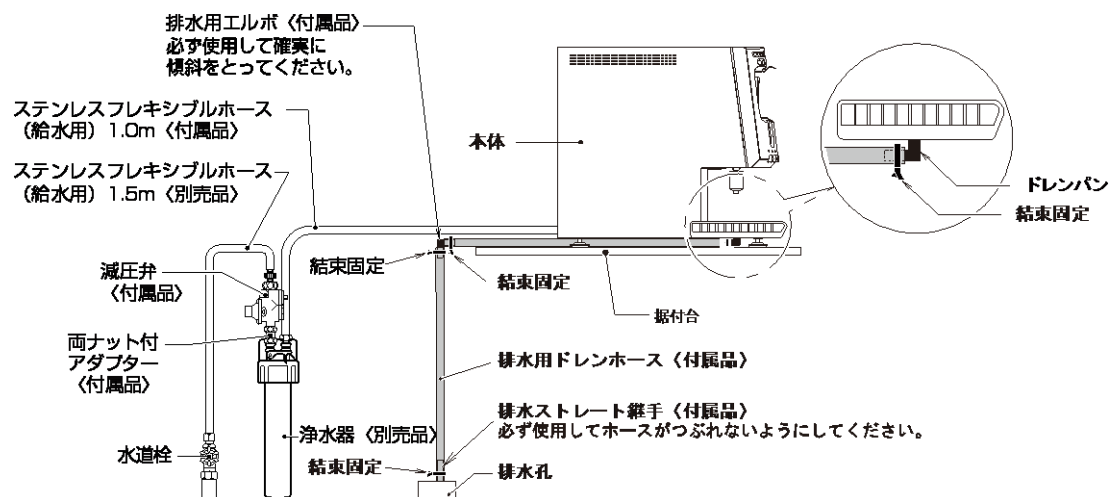 排水用エルボ〈付属品〉
必ず使用して確実に
傾斜をとってください。
ステンレスフレキシブルホース
（給水用）1.0m〈付属品〉
本体
ステンレスフレキシブルホース
（給水用）1.5m〈別売品〉
ドレンパン
結束固定
減圧弁
〈付属品〉
結束固定
結束固定
据付台
両ナット付
アダプター
〈付属品〉
排水用ドレンホース〈付属品〉
排水ストレート継手〈付属品〉
必ず使用してホースがつぶれないようにしてください。
浄水器〈別売品〉
水道栓
結束固定
排水孔